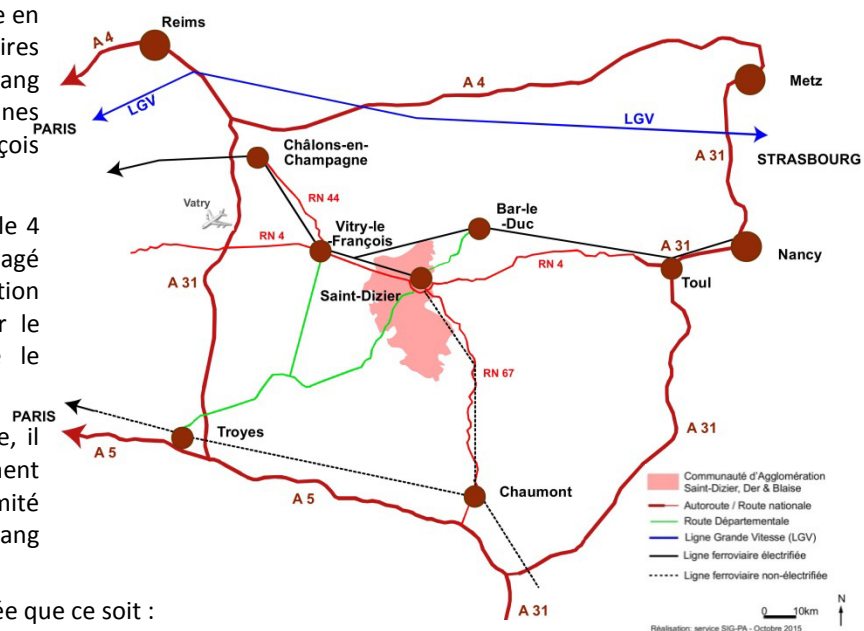 e en
ires
ang
nes
çois
le 4
agé
tion
r le
le
e, il
nent
mité
ang
ée que ce soit :
Reims
A 4
A 4
Metz
LGV
PARIS
LGV
STRASBOURG
A 31
Châlons-en-
Champagne
RN 44
Vatry
Vitry-le
-François
Bar-le
-Duc
RN 4
A 31
Nancy
RN 4
Toul
A 31
Saint-Dizier
RN 67
PARIS
A 5
Troyes
A 31
A 5
Chaumont
A 31
Communauté d'Agglomération
Saint-Dizier, Der & Blaise
Autoroute / Route nationale
Route Départementale
Ligne Grande Vitesse (LGV)
Ligne ferroviaire électrifiée
Ligne ferroviaire non-électrifiée
0 10km
N
Réalisation: service SIG-PA - Octobre 2015